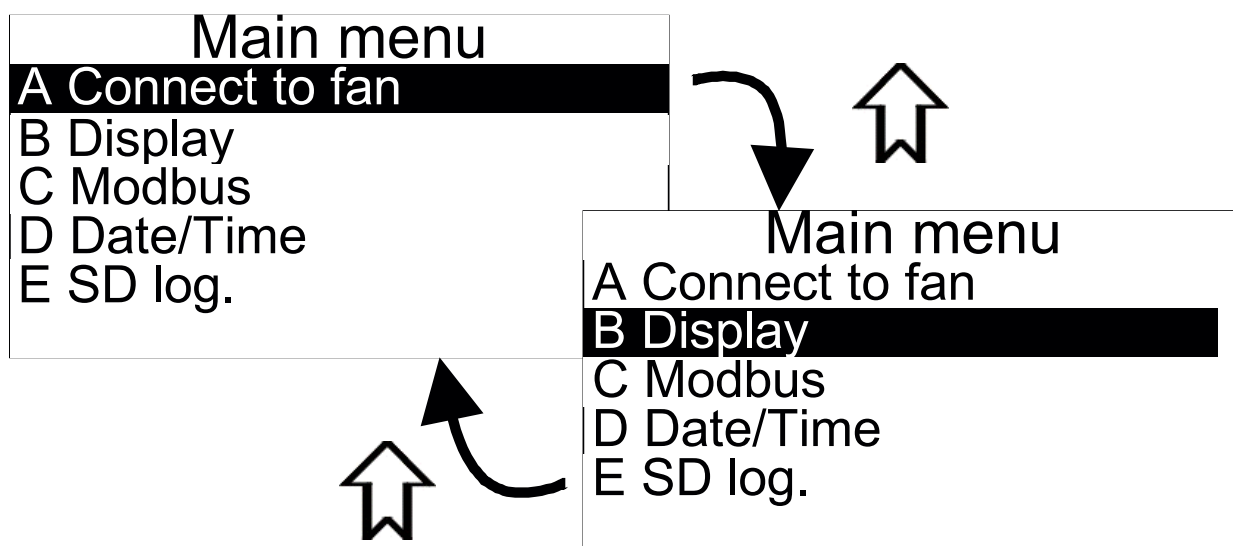 Main menu
A Connect to fan
B Display
C Modbus
D Date/Time
E SD log.
Main menu
A Connect to fan
B Display
C Modbus
D Date/Time
E SD log.